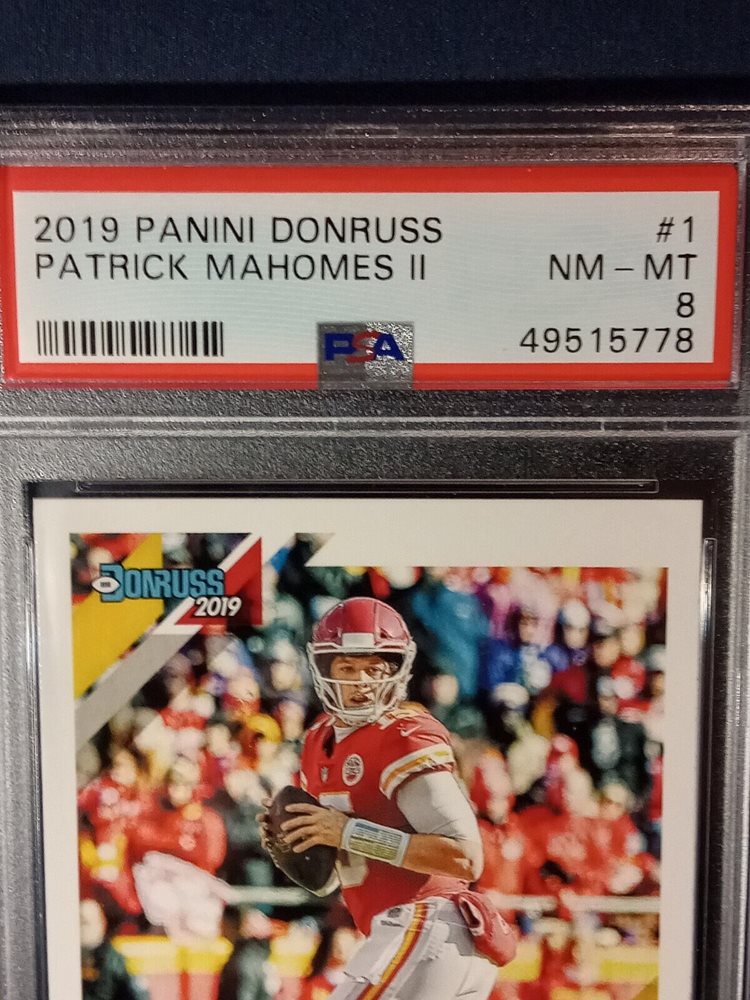 2019 PANINI DONRUSS #1
PATRICK MAHOMES II NM - MT
8
49515778
PSA
DONRUSS
2019